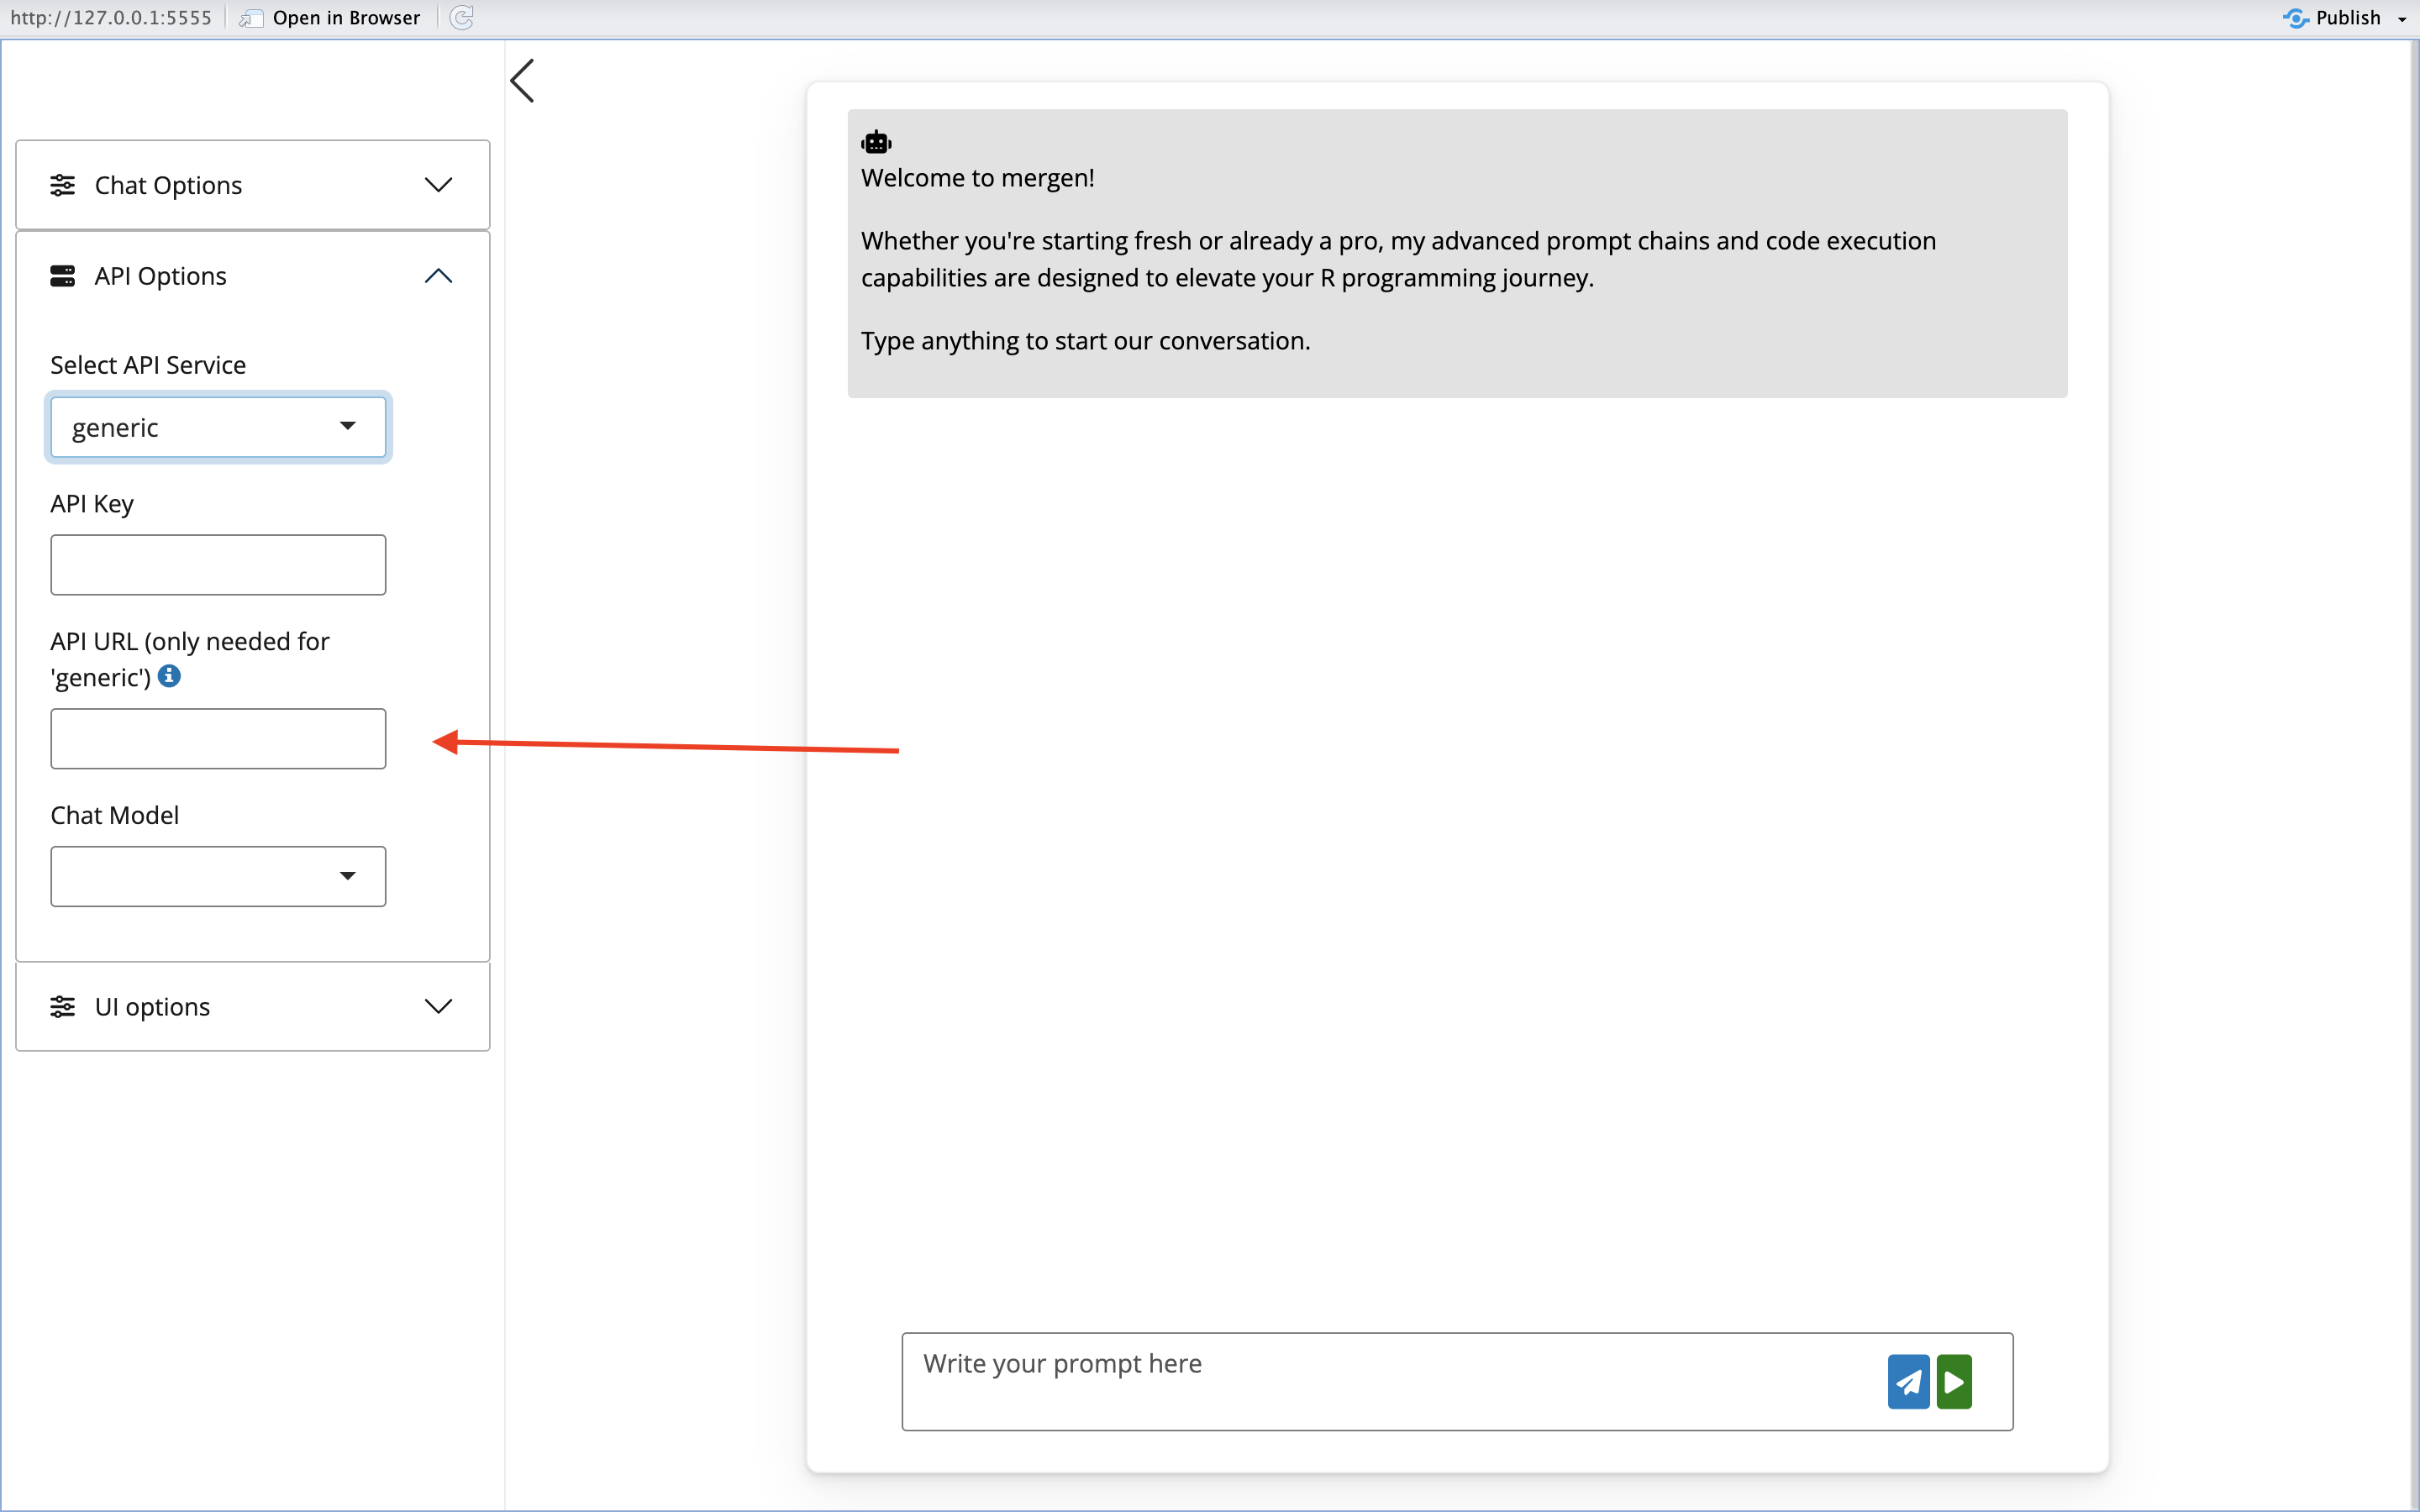 http://127.0.0.1:5555 Open in Browser Publish
Chat Options
API Options
Select API Service
generic
API Key
API URL (only needed for
'generic')
Chat Model
UI options
Welcome to mergen!
Whether you're starting fresh or already a pro, my advanced prompt chains and code execution
capabilities are designed to elevate your R programming journey.
Type anything to start our conversation.
Write your prompt here